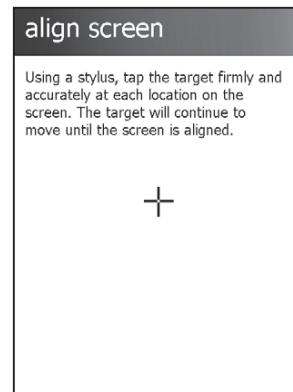 align screen
Using a stylus, tap the target firmly and
accurately at each location on the
screen. The target will continue to
move until the screen is aligned.